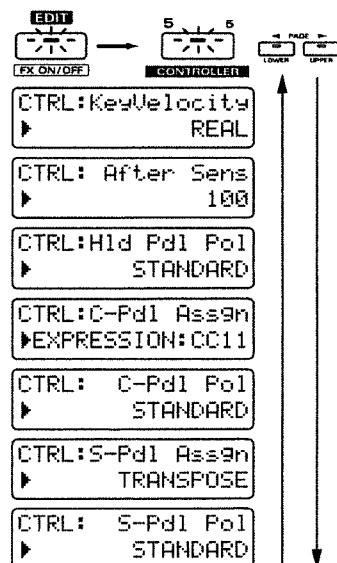 EDIT
FX ON/OFF
5 5
CONTROLLER
PAGE
LOWER UPPER
CTRL:KeyVelocity
REAL
CTRL: After Sens
100
CTRL:Hld Pdl Pol
STANDARD
CTRL:C-Pdl Assgn
EXPRESSION:CC11
CTRL: C-Pdl Pol
STANDARD
CTRL:S-Pdl Assgn
TRANSPOSE
CTRL: S-Pdl Pol
STANDARD